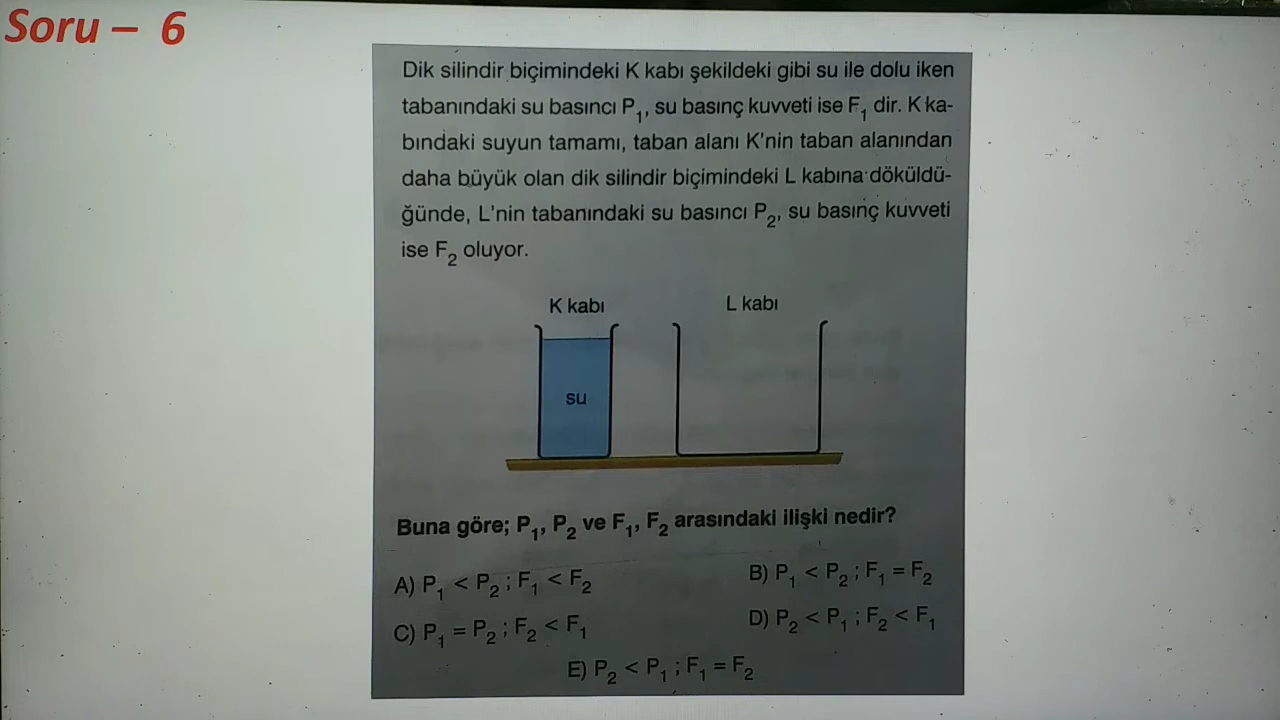 Soru – 6
Dik silindir biçimindeki K kabı şekildeki gibi su ile dolu iken
tabanındaki su basıncı P₁, su basınç kuvveti ise F₁ dir. K ka-
bındaki suyun tamamı, taban alanı K'nin taban alanından
daha büyük olan dik silindir biçimindeki L kabına döküldü-
ğünde, L'nin tabanındaki su basıncı P₂, su basınç kuvveti
ise F₂ oluyor.
K kabı L kabı
su
Buna göre; P₁, P₂ ve F₁, F₂ arasındaki ilişki nedir?
A) P₁ < P₂ ; F₁ < F₂ B) P₁ < P₂ ; F₁ = F₂
C) P₁ = P₂ ; F₂ < F₁ D) P₂ < P₁ ; F₂ < F₁
E) P₂ < P₁ ; F₁ = F₂